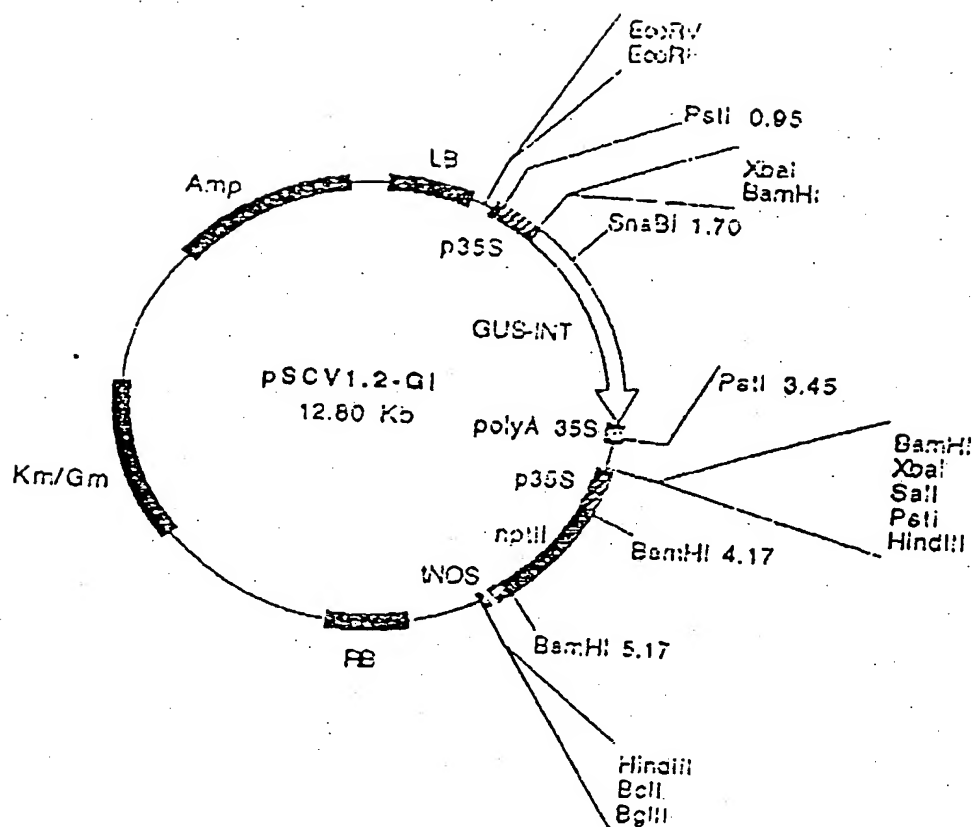 EcoRV
EcoRI
PstI 0.95
LB
XbaI
BamHI
Amp
SnaBI 1.70
p35S
GUS-INT
pSCV1.2-GI
12.80 Kb
PstI 3.45
polyA 35S
BamHI
XbaI
SalI
PstI
HindIII
p35S
Km/Gm
nptII
BamHI 4.17
tNOS
BamHI 5.17
RB
HindIII
BclI
BglII